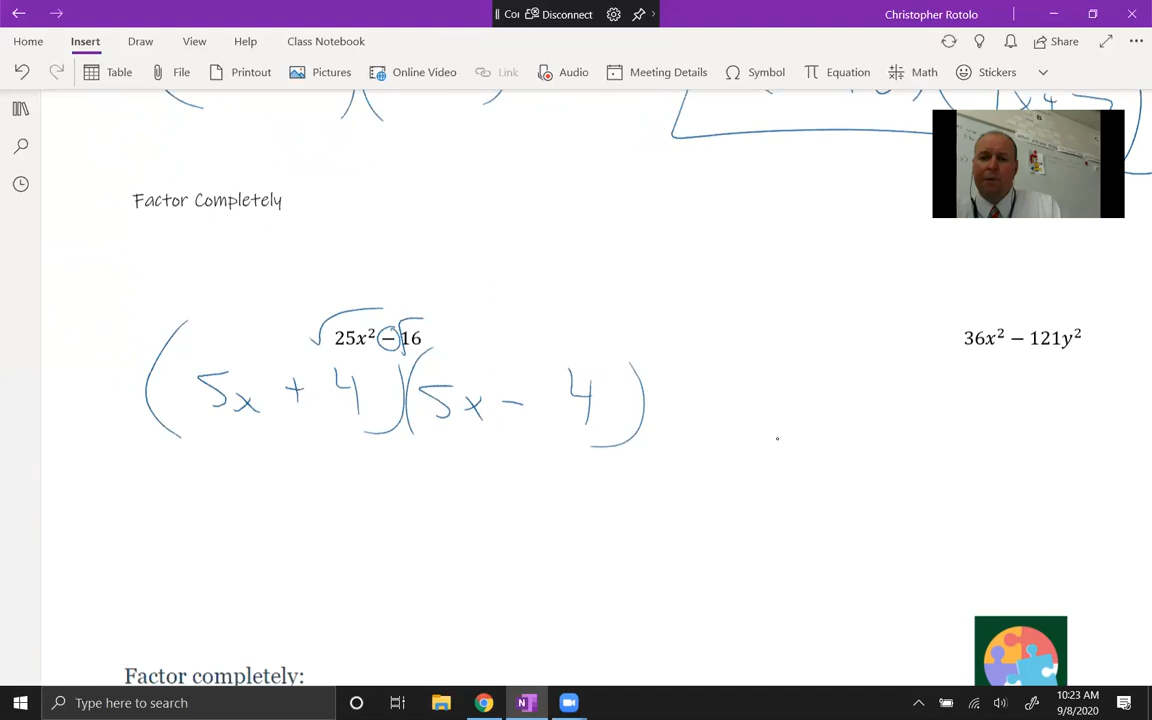 Cor Disconnect
Christopher Rotolo
Home Insert Draw View Help Class Notebook
Share
Table File Printout Pictures Online Video Link Audio Meeting Details Symbol Equation Math Stickers
Factor Completely
√25x² − √16
36x² − 121y²
(5x + 4)(5x − 4)
Factor completely:
Type here to search
10:23 AM
9/8/2020